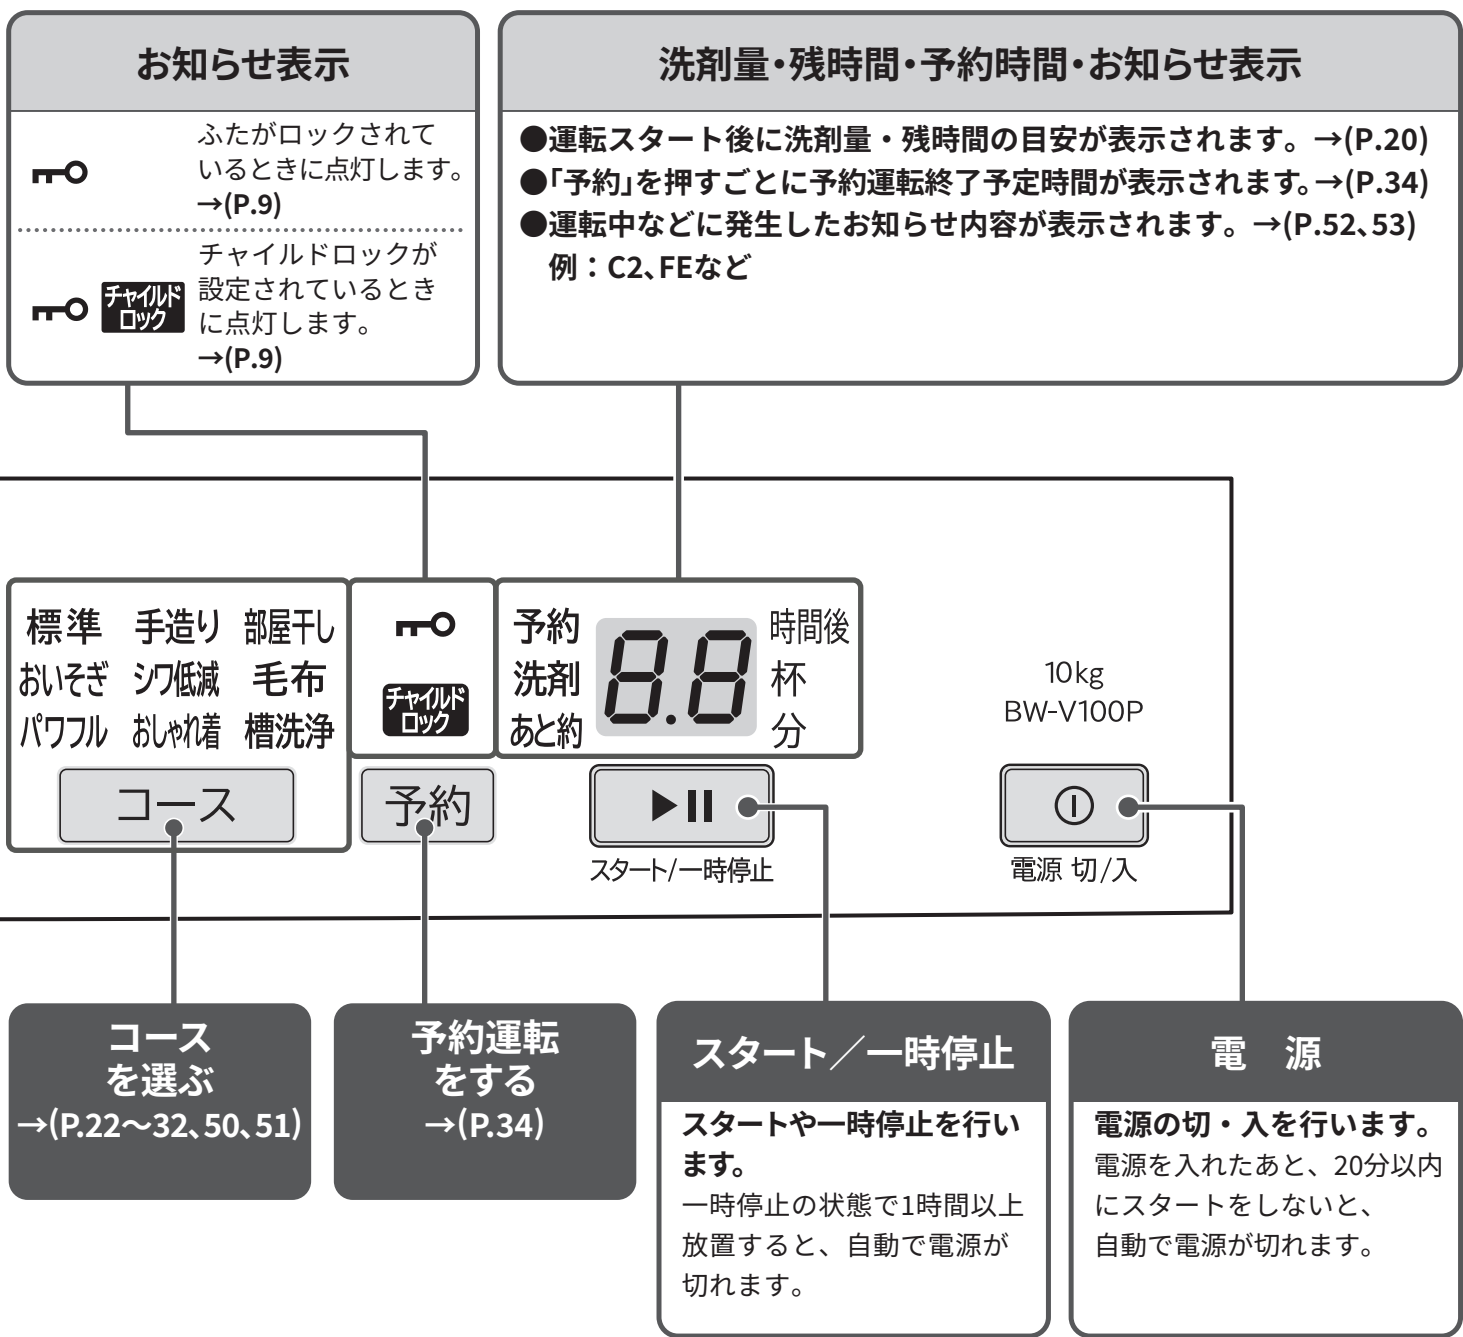 お知らせ表示
ふたがロックされて
いるときに点灯します。
→(P.9)
チャイルド
ロック
チャイルドロックが
設定されているとき
に点灯します。
→(P.9)
洗剤量・残時間・予約時間・お知らせ表示
●運転スタート後に洗剤量・残時間の目安が表示されます。→(P.20)
●「予約」を押すごとに予約運転終了予定時間が表示されます。→(P.34)
●運転中などに発生したお知らせ内容が表示されます。→(P.52、53)
例：C2、FEなど
標準 手造り 部屋干し
おいそぎ シワ低減 毛布
パワフル おしゃれ着 槽洗浄
コース
チャイルド
ロック
予約
予約 8.8 時間後
洗剤 杯
あと約 分
スタート/一時停止
10kg
BW-V100P
電源 切/入
コース
を選ぶ
→(P.22～32、50、51)
予約運転
をする
→(P.34)
スタート／一時停止
スタートや一時停止を行い
ます。
一時停止の状態で1時間以上
放置すると、自動で電源が
切れます。
電 源
電源の切・入を行います。
電源を入れたあと、20分以内
にスタートをしないと、
自動で電源が切れます。